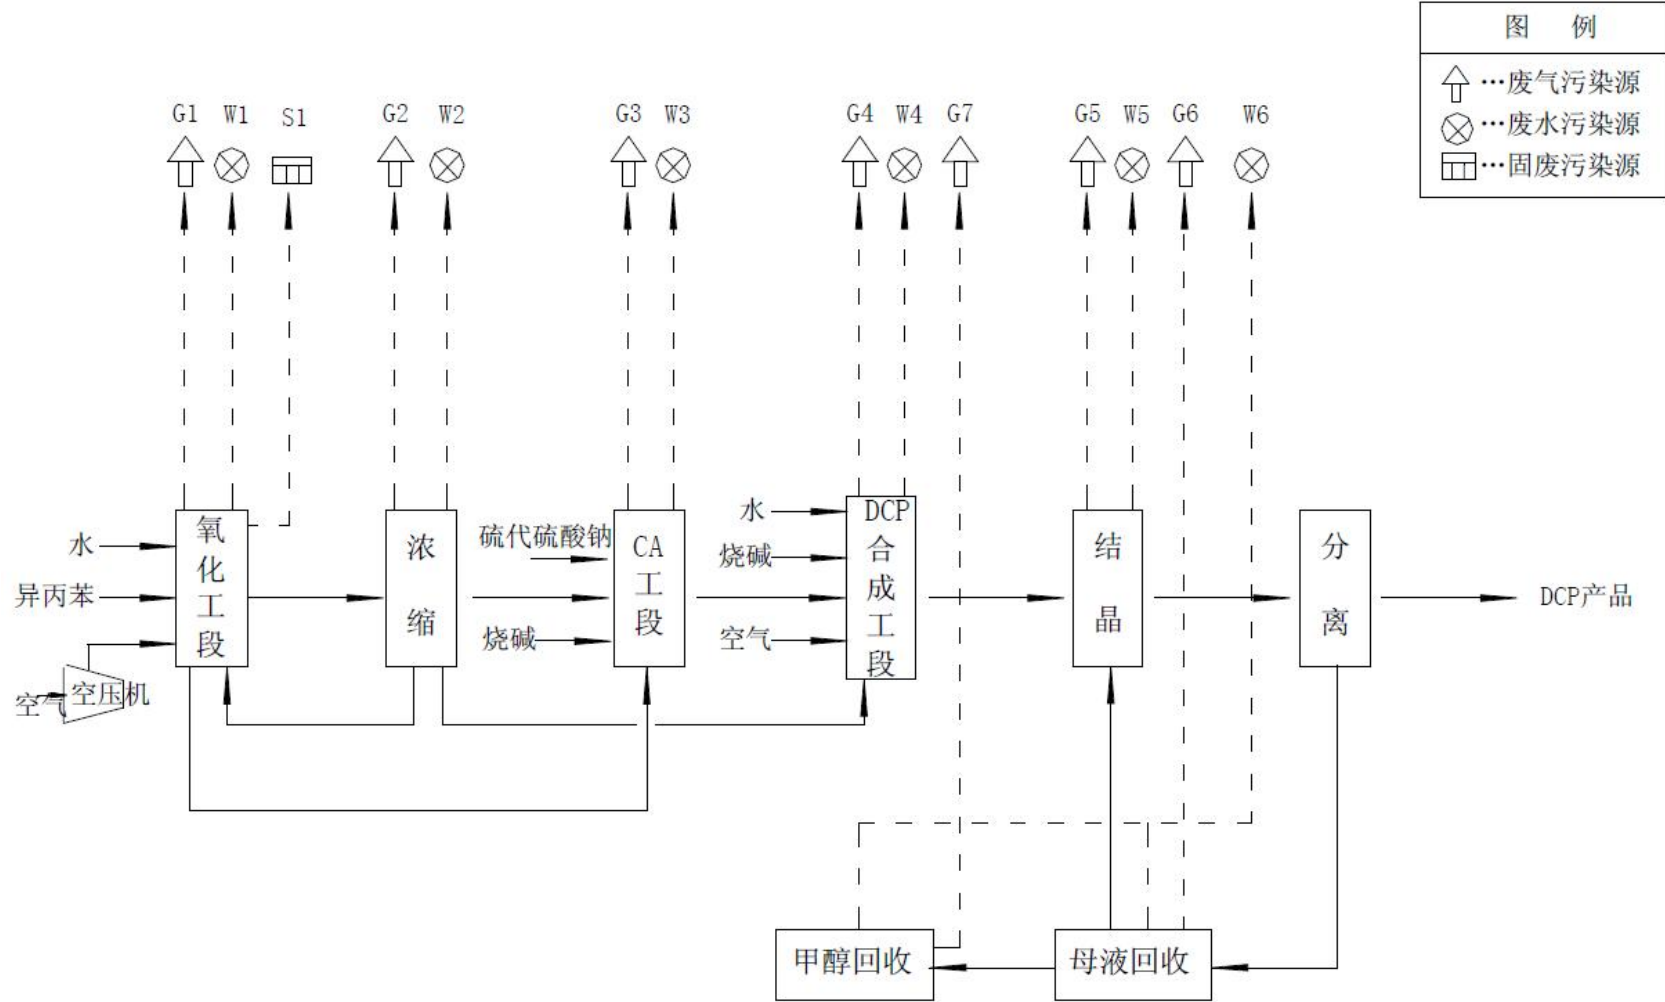 图 例
…废气污染源
…废水污染源
…固废污染源
G1 W1 S1 G2 W2 G3 W3 G4 W4 G7 G5 W5 G6 W6
水
异丙苯
空气
空压机
氧化工段
浓缩
硫代硫酸钠
烧碱
CA工段
水
烧碱
空气
DCP合成工段
结晶
分离
DCP产品
甲醇回收
母液回收